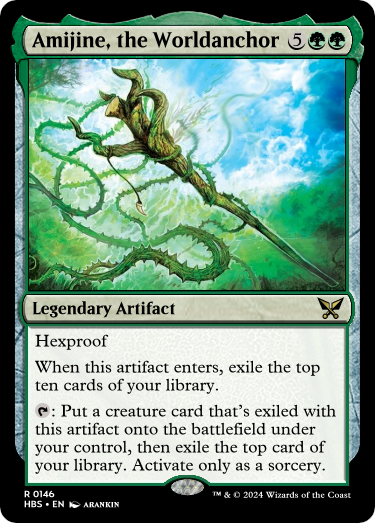 Amijine, the Worldanchor 5
Legendary Artifact
Hexproof
When this artifact enters, exile the top
ten cards of your library.
: Put a creature card that's exiled with
this artifact onto the battlefield under
your control, then exile the top card of
your library. Activate only as a sorcery.
R 0146
HBS • EN ARANKIN
™ & © 2024 Wizards of the Coast